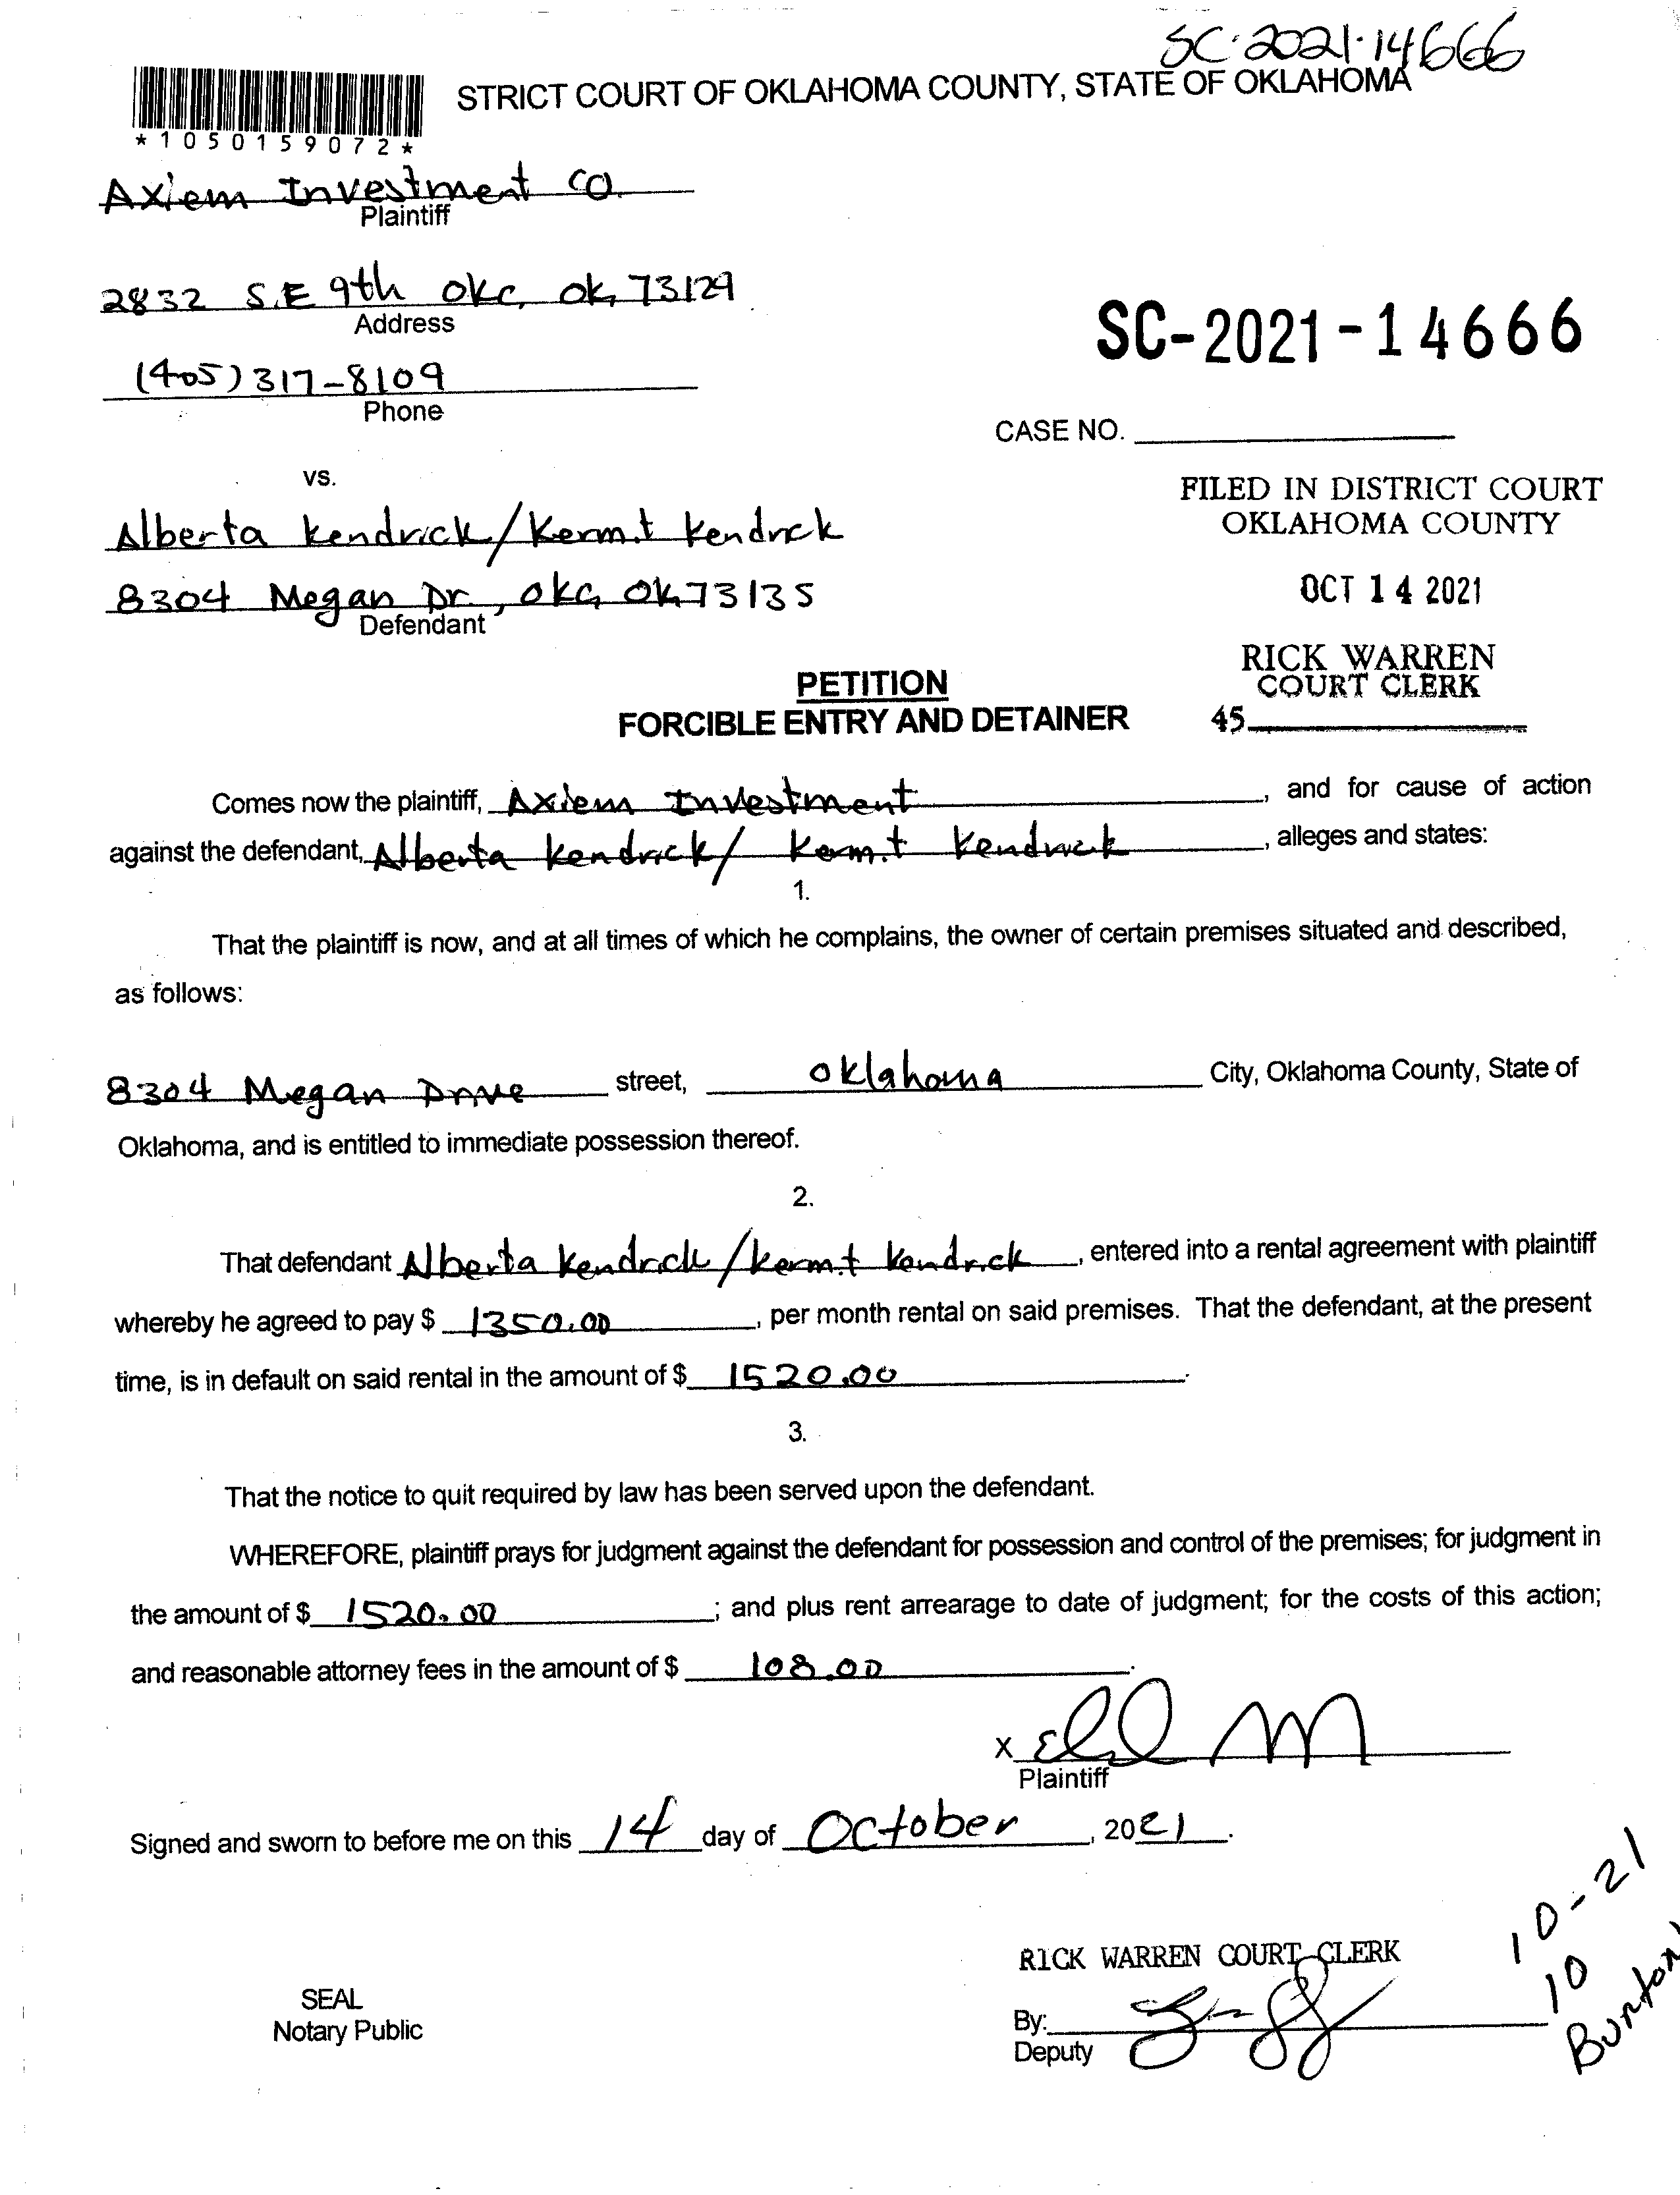 SC-2021-14666
STRICT COURT OF OKLAHOMA COUNTY, STATE OF OKLAHOMA
*1050159072*
Axiem Investment Co.
Plaintiff
2832 S.E 9th OKC, OK, 73129
Address
(405) 317-8109
Phone
SC-2021-14666
CASE NO.
vs.
FILED IN DISTRICT COURT
OKLAHOMA COUNTY
Alberta Kendrick/Kermit Kendrick
8304 Megan Dr., OKC, OK 73135
Defendant
OCT 14 2021
RICK WARREN
COURT CLERK
45
PETITION
FORCIBLE ENTRY AND DETAINER
Comes now the plaintiff, Axiem Investment, and for cause of action
against the defendant, Alberta Kendrick/ Kermit Kendrick, alleges and states:
1.
That the plaintiff is now, and at all times of which he complains, the owner of certain premises situated and described,
as follows:
8304 Megan Drive street, Oklahoma City, Oklahoma County, State of
Oklahoma, and is entitled to immediate possession thereof.
2.
That defendant Alberta Kendrick/Kermit Kendrick, entered into a rental agreement with plaintiff
whereby he agreed to pay $ 1350.00, per month rental on said premises. That the defendant, at the present
time, is in default on said rental in the amount of $ 1520.00.
3.
That the notice to quit required by law has been served upon the defendant.
WHEREFORE, plaintiff prays for judgment against the defendant for possession and control of the premises; for judgment in
the amount of $ 1520.00; and plus rent arrearage to date of judgment; for the costs of this action;
and reasonable attorney fees in the amount of $ 108.00.
X
Plaintiff
Signed and sworn to before me on this 14 day of October, 2021.
10-21
10
Burton
RICK WARREN COURT CLERK
SEAL
Notary Public
By:
Deputy